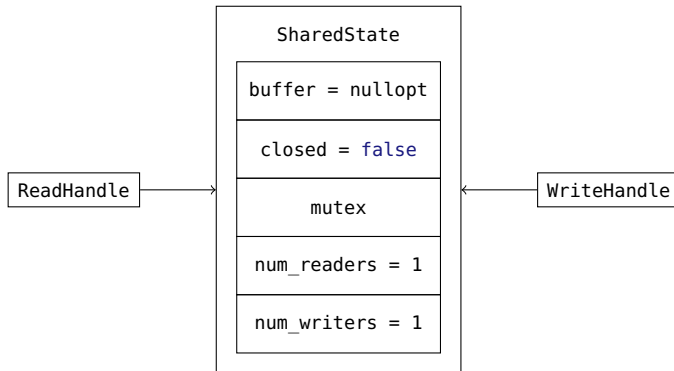 SharedState
buffer = nullopt
closed = false
ReadHandle
mutex
WriteHandle
num_readers = 1
num_writers = 1